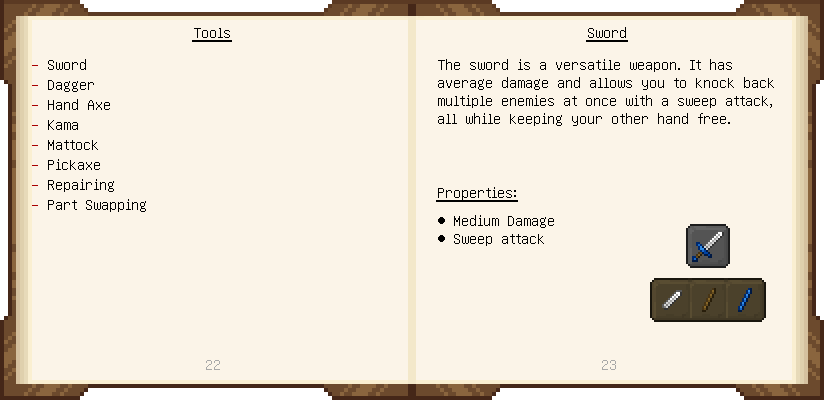 Tools
- Sword
- Dagger
- Hand Axe
- Kama
- Mattock
- Pickaxe
- Repairing
- Part Swapping
22
Sword
The sword is a versatile weapon. It has
average damage and allows you to knock back
multiple enemies at once with a sweep attack,
all while keeping your other hand free.
Properties:
● Medium Damage
● Sweep attack
23